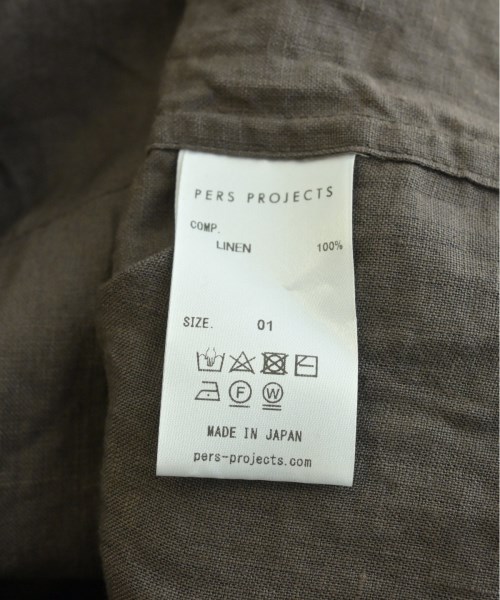 PERS PROJECTS
COMP.
LINEN 100%
SIZE. 01
F W
MADE IN JAPAN
pers-projects.com